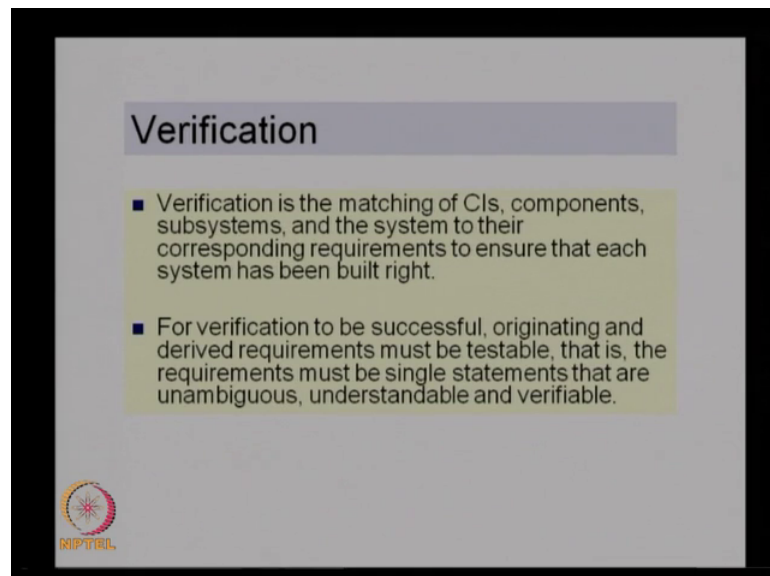 Verification
■ Verification is the matching of CIs, components,
subsystems, and the system to their
corresponding requirements to ensure that each
system has been built right.
■ For verification to be successful, originating and
derived requirements must be testable, that is, the
requirements must be single statements that are
unambiguous, understandable and verifiable.
NPTEL